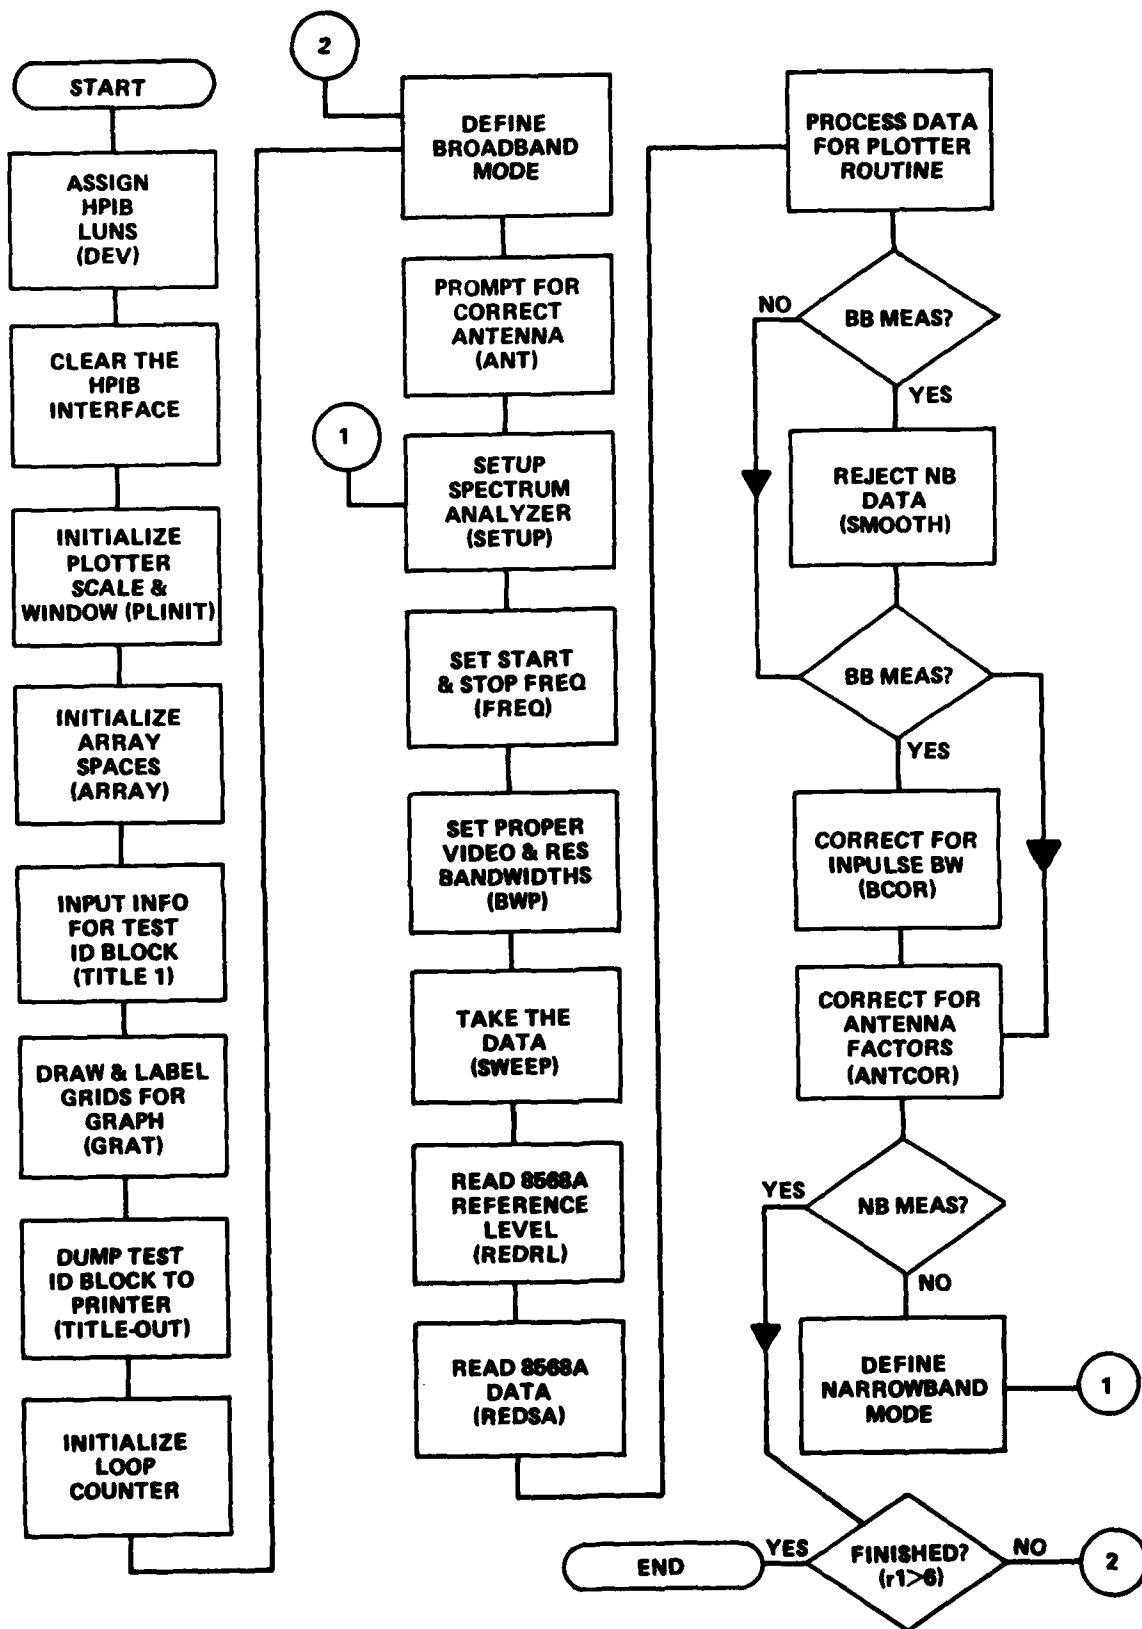 START
ASSIGN
HPIB
LUNS
(DEV)
CLEAR THE
HPIB
INTERFACE
INITIALIZE
PLOTTER
SCALE &
WINDOW (PLINIT)
INITIALIZE
ARRAY
SPACES
(ARRAY)
INPUT INFO
FOR TEST
ID BLOCK
(TITLE 1)
DRAW & LABEL
GRIDS FOR
GRAPH
(GRAT)
DUMP TEST
ID BLOCK TO
PRINTER
(TITLE-OUT)
INITIALIZE
LOOP
COUNTER
2
DEFINE
BROADBAND
MODE
PROMPT FOR
CORRECT
ANTENNA
(ANT)
1
SETUP
SPECTRUM
ANALYZER
(SETUP)
SET START
& STOP FREQ
(FREQ)
SET PROPER
VIDEO & RES
BANDWIDTHS
(BWP)
TAKE THE
DATA
(SWEEP)
READ 8568A
REFERENCE
LEVEL
(REDRL)
READ 8568A
DATA
(REDSA)
PROCESS DATA
FOR PLOTTER
ROUTINE
NO
BB MEAS?
YES
REJECT NB
DATA
(SMOOTH)
BB MEAS?
YES
CORRECT FOR
INPULSE BW
(BCOR)
CORRECT FOR
ANTENNA
FACTORS
(ANTCOR)
YES
NB MEAS?
NO
DEFINE
NARROWBAND
MODE
1
END
YES
FINISHED?
(r1>6)
NO
2